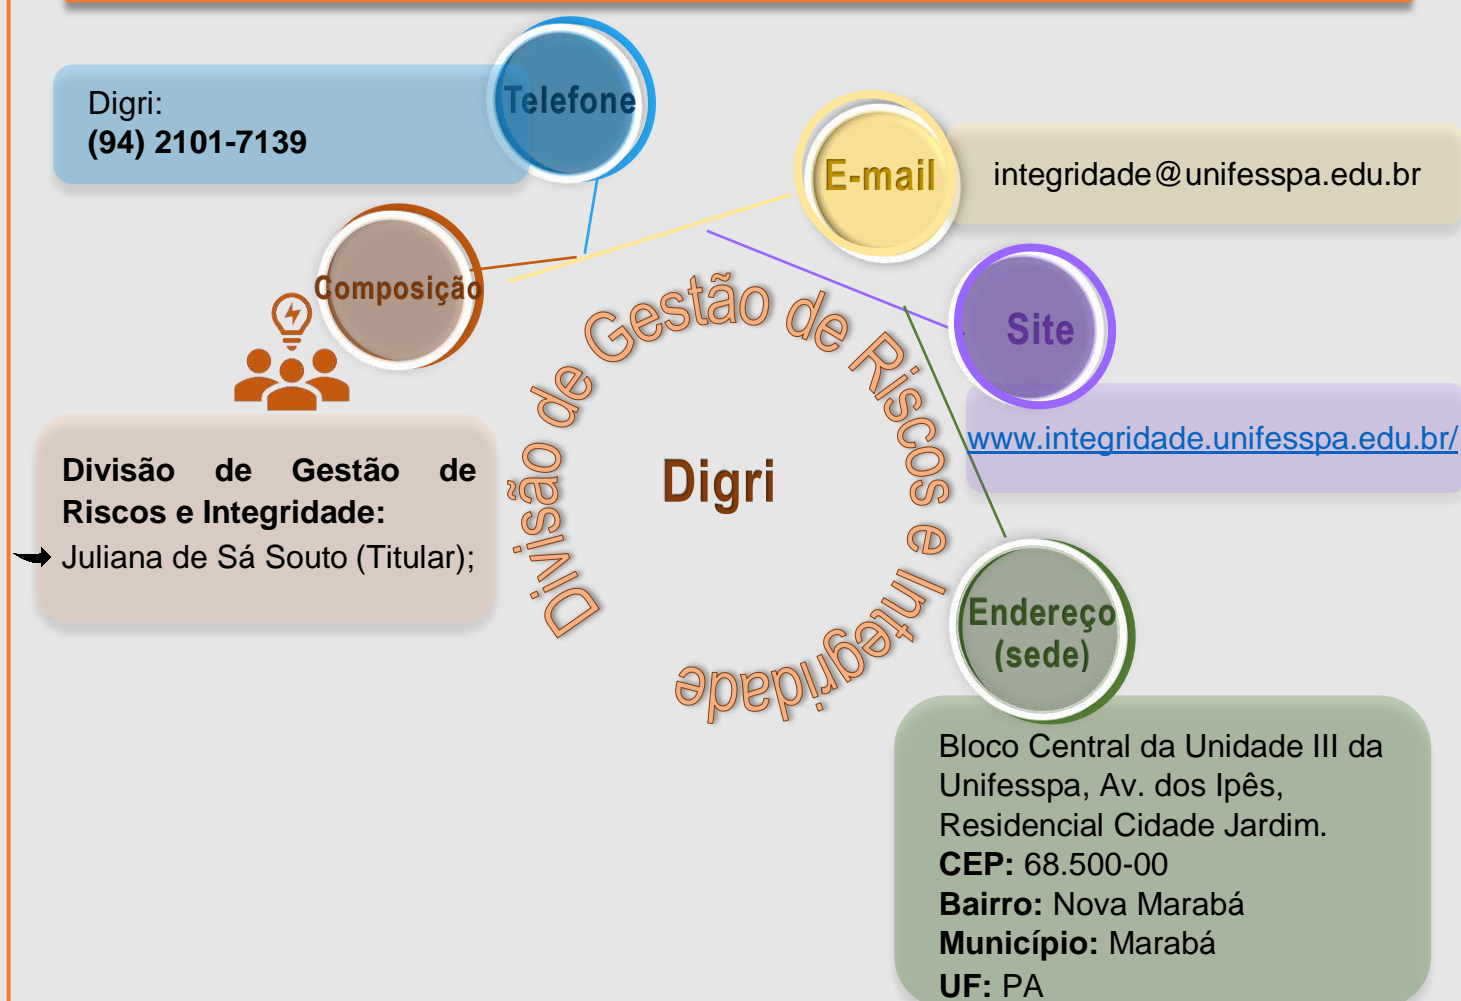 Telefone
Digri:
(94) 2101-7139
E-mail
integridade@unifesspa.edu.br
Composição
Site
www.integridade.unifesspa.edu.br/
Divisão de Gestão de
Riscos e Integridade:
Juliana de Sá Souto (Titular);
Divisão de Gestão de Riscos e Integridade
Digri
Endereço
(sede)
Bloco Central da Unidade III da
Unifesspa, Av. dos Ipês,
Residencial Cidade Jardim.
CEP: 68.500-00
Bairro: Nova Marabá
Município: Marabá
UF: PA